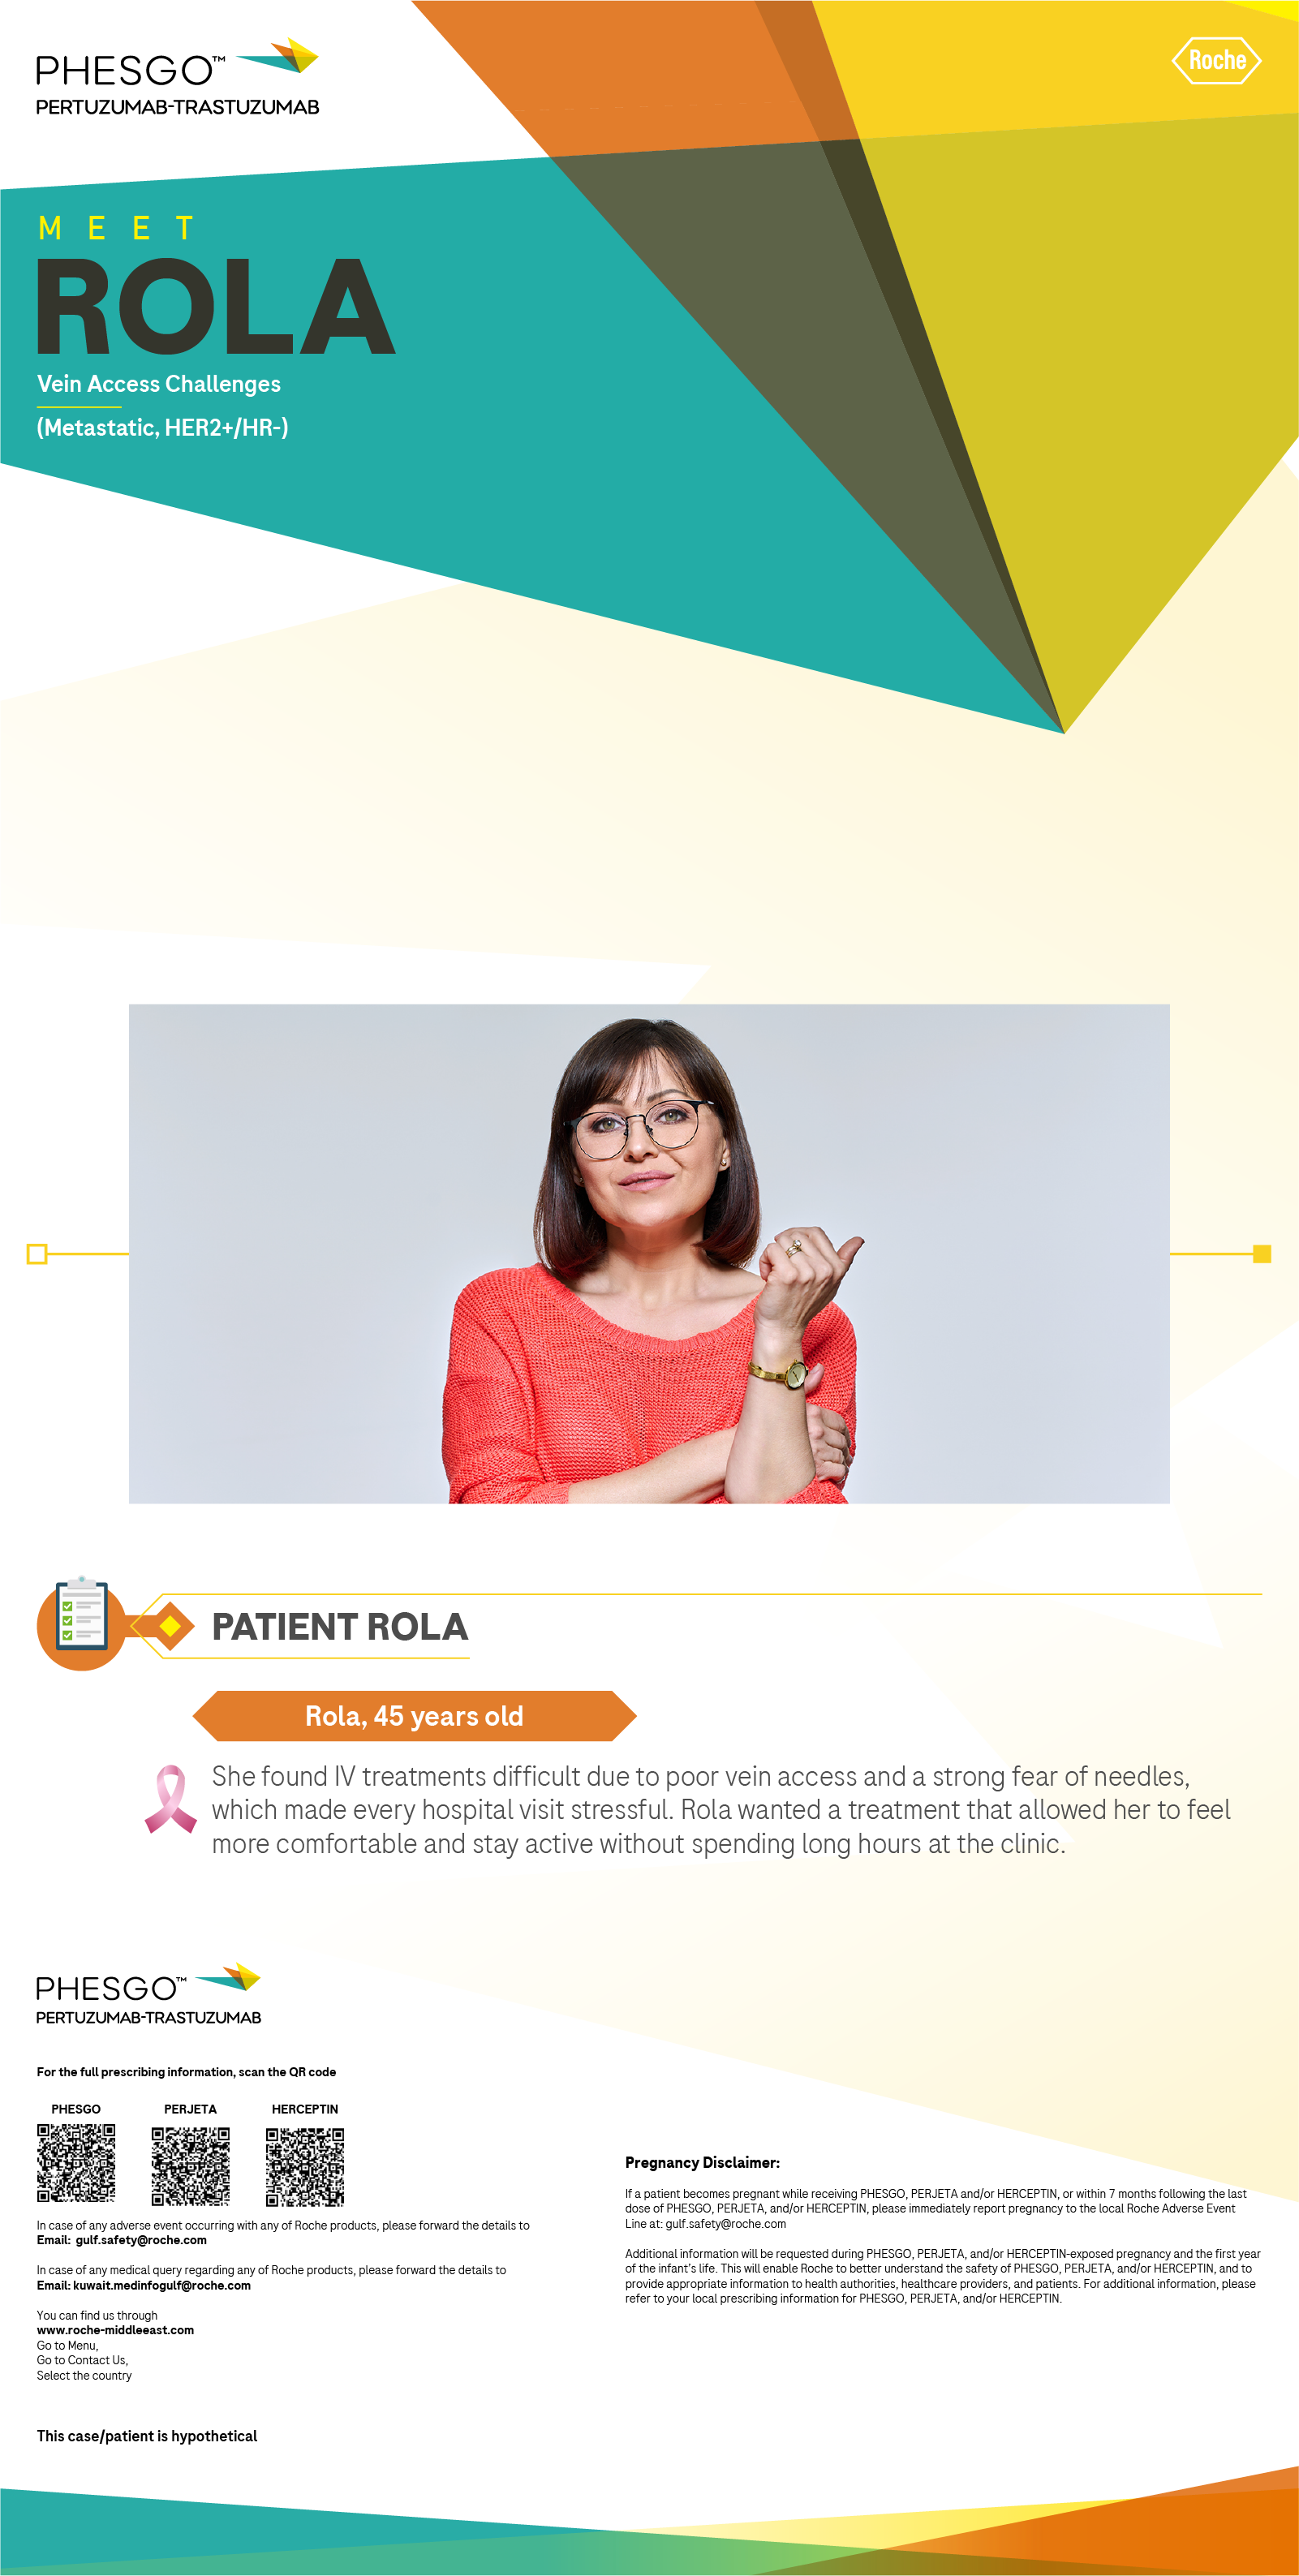 PHESGO™
PERTUZUMAB-TRASTUZUMAB
Roche
MEET
ROLA
Vein Access Challenges
(Metastatic, HER2+/HR-)
PATIENT ROLA
Rola, 45 years old
She found IV treatments difficult due to poor vein access and a strong fear of needles,
which made every hospital visit stressful. Rola wanted a treatment that allowed her to feel
more comfortable and stay active without spending long hours at the clinic.
PHESGO™
PERTUZUMAB-TRASTUZUMAB
For the full prescribing information, scan the QR code
PHESGO PERJETA HERCEPTIN
In case of any adverse event occurring with any of Roche products, please forward the details to
Email: gulf.safety@roche.com
In case of any medical query regarding any of Roche products, please forward the details to
Email: kuwait.medinfogulf@roche.com
You can find us through
www.roche-middleeast.com
Go to Menu,
Go to Contact Us,
Select the country
This case/patient is hypothetical
Pregnancy Disclaimer:
If a patient becomes pregnant while receiving PHESGO, PERJETA and/or HERCEPTIN, or within 7 months following the last
dose of PHESGO, PERJETA, and/or HERCEPTIN, please immediately report pregnancy to the local Roche Adverse Event
Line at: gulf.safety@roche.com
Additional information will be requested during PHESGO, PERJETA, and/or HERCEPTIN-exposed pregnancy and the first year
of the infant's life. This will enable Roche to better understand the safety of PHESGO, PERJETA, and/or HERCEPTIN, and to
provide appropriate information to health authorities, healthcare providers, and patients. For additional information, please
refer to your local prescribing information for PHESGO, PERJETA, and/or HERCEPTIN.